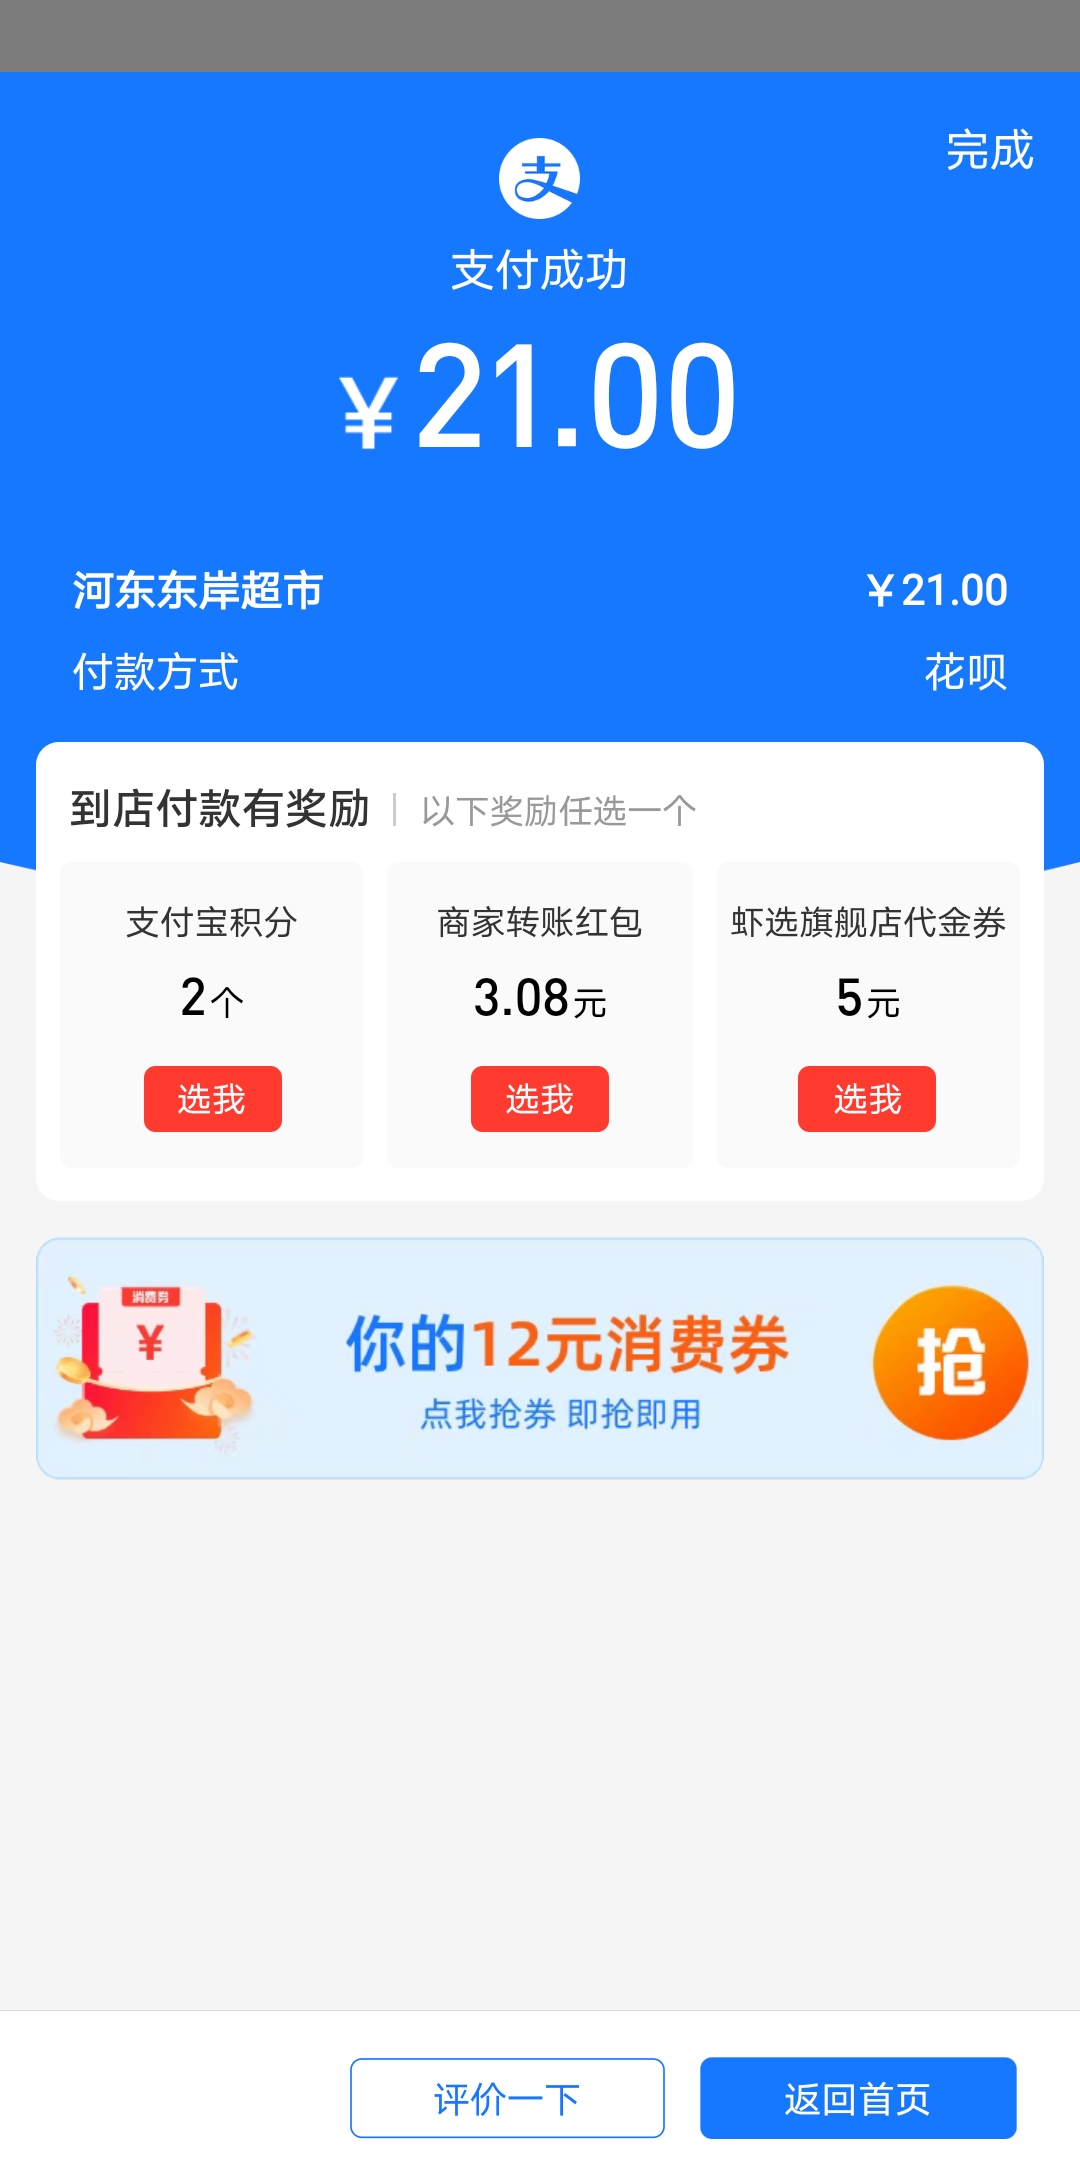 完成
支
支付成功
¥21.00
河东东岸超市 ¥21.00
付款方式 花呗
到店付款有奖励 | 以下奖励任选一个
支付宝积分 商家转账红包 虾选旗舰店代金券
2个 3.08元 5元
选我 选我 选我
消费券
¥
你的12元消费券
点我抢券 即抢即用
抢
评价一下 返回首页